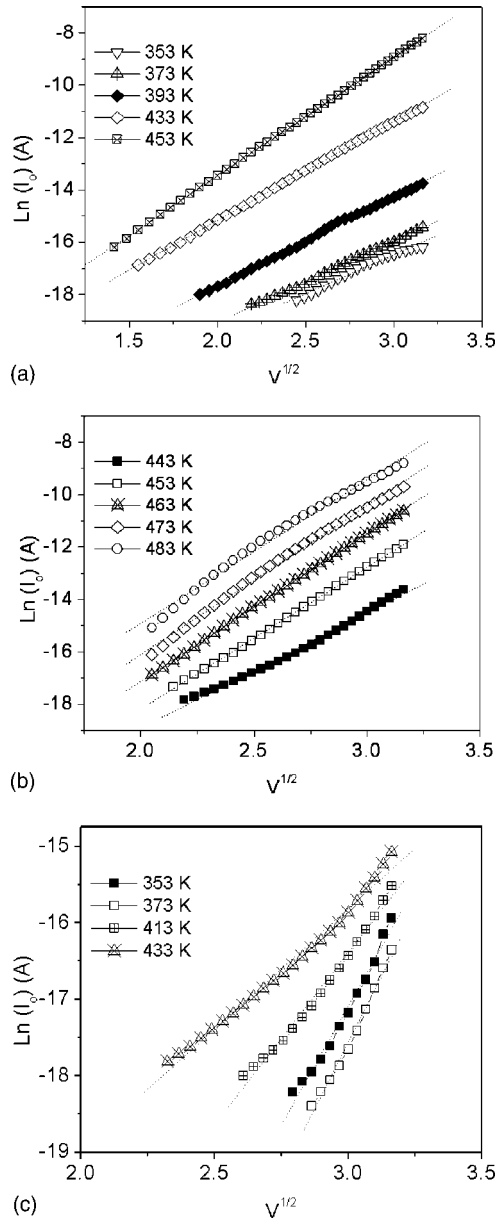 -8
-10
-12
-14
-16
-18
Ln (I₀) (A)
353 K
373 K
393 K
433 K
453 K
1.5 2.0 2.5 3.0 3.5
V^1/2
(a)
-8
-10
-12
-14
-16
-18
Ln (I₀) (A)
443 K
453 K
463 K
473 K
483 K
2.0 2.5 3.0 3.5
V^1/2
(b)
-15
-16
-17
-18
-19
Ln (I₀) (A)
353 K
373 K
413 K
433 K
2.0 2.5 3.0 3.5
V^1/2
(c)